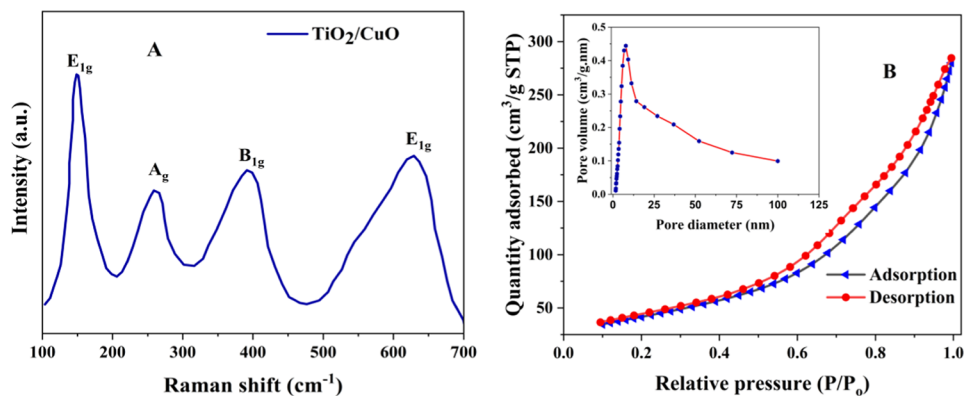 A
TiO₂/CuO
E₁g
Ag
B₁g
E₁g
Intensity (a.u.)
100 200 300 400 500 600 700
Raman shift (cm⁻¹)
B
Quantity adsorbed (cm³/g STP)
300
250
200
150
100
50
0.0 0.2 0.4 0.6 0.8 1.0
Relative pressure (P/Pₒ)
Adsorption
Desorption
Pore volume (cm³/g.nm)
0.5
0.4
0.3
0.2
0.1
0.0
0 25 50 75 100 125
Pore diameter (nm)